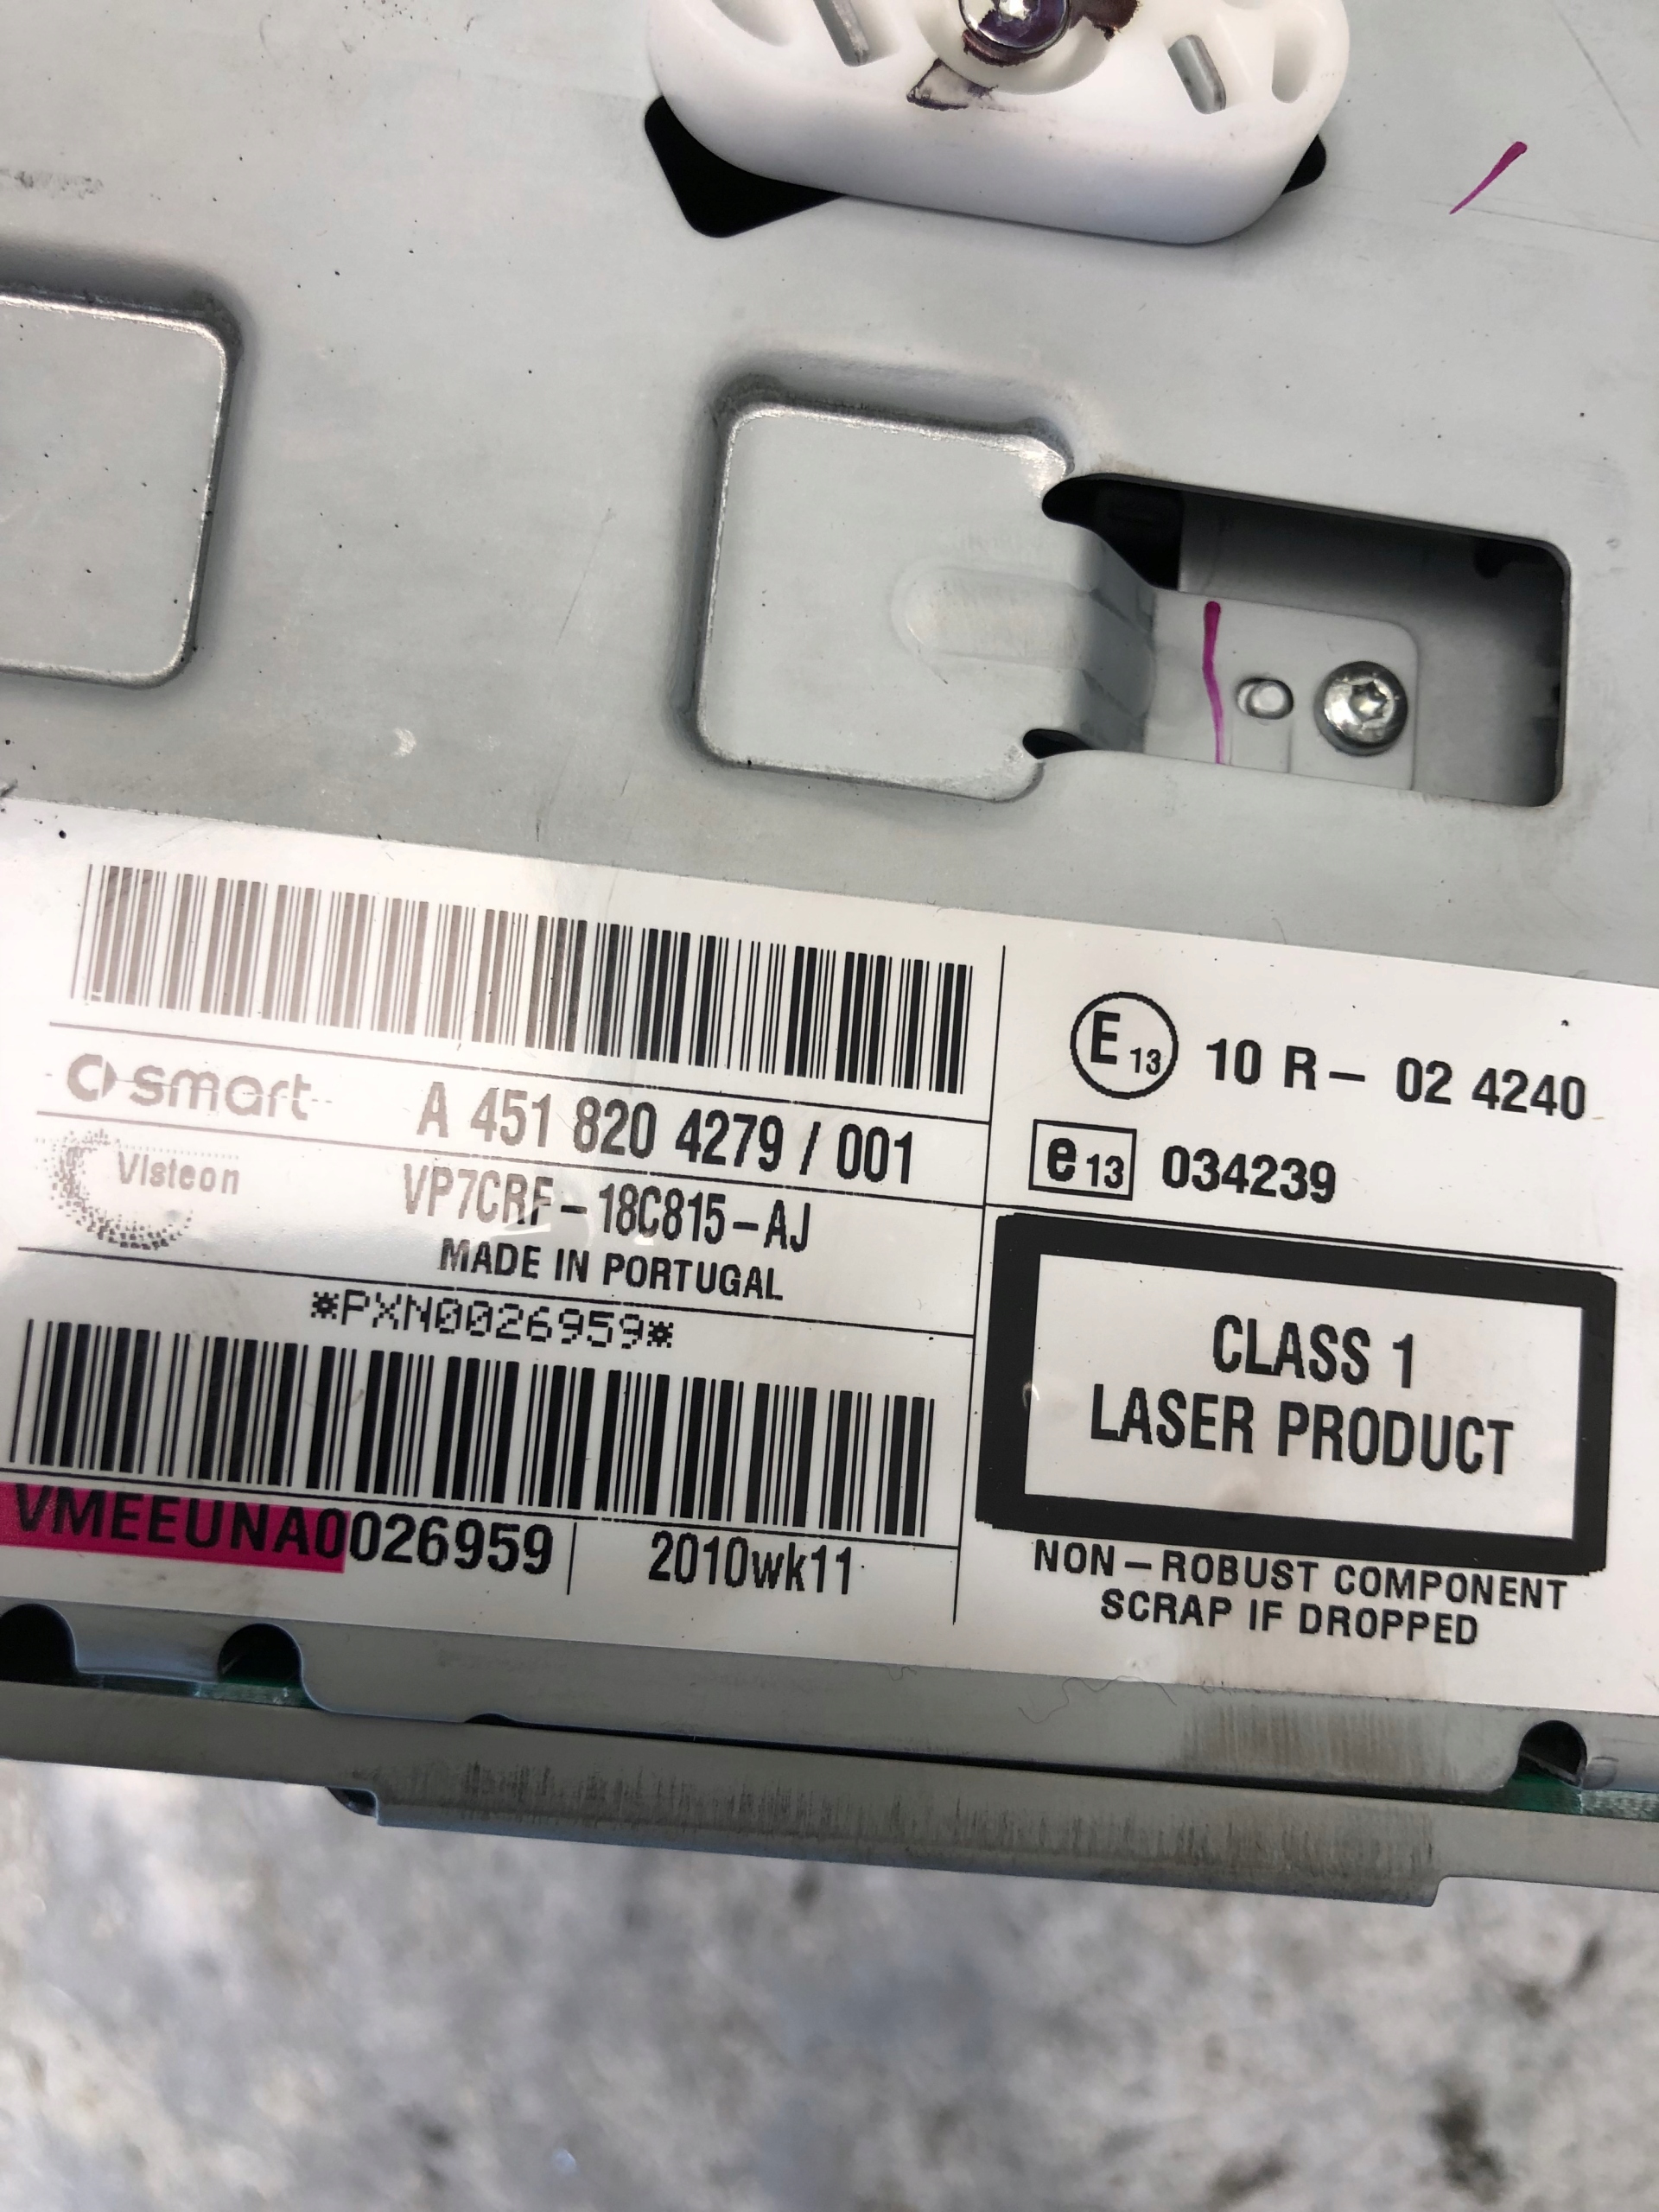 smart A 451 820 4279 / 001
Visteon VP7CRF-18C815-AJ
MADE IN PORTUGAL
*PXN0026959*
VMEEUNA0026959 2010wk11
E 13 10 R- 02 4240
e 13 034239
CLASS 1
LASER PRODUCT
NON-ROBUST COMPONENT
SCRAP IF DROPPED